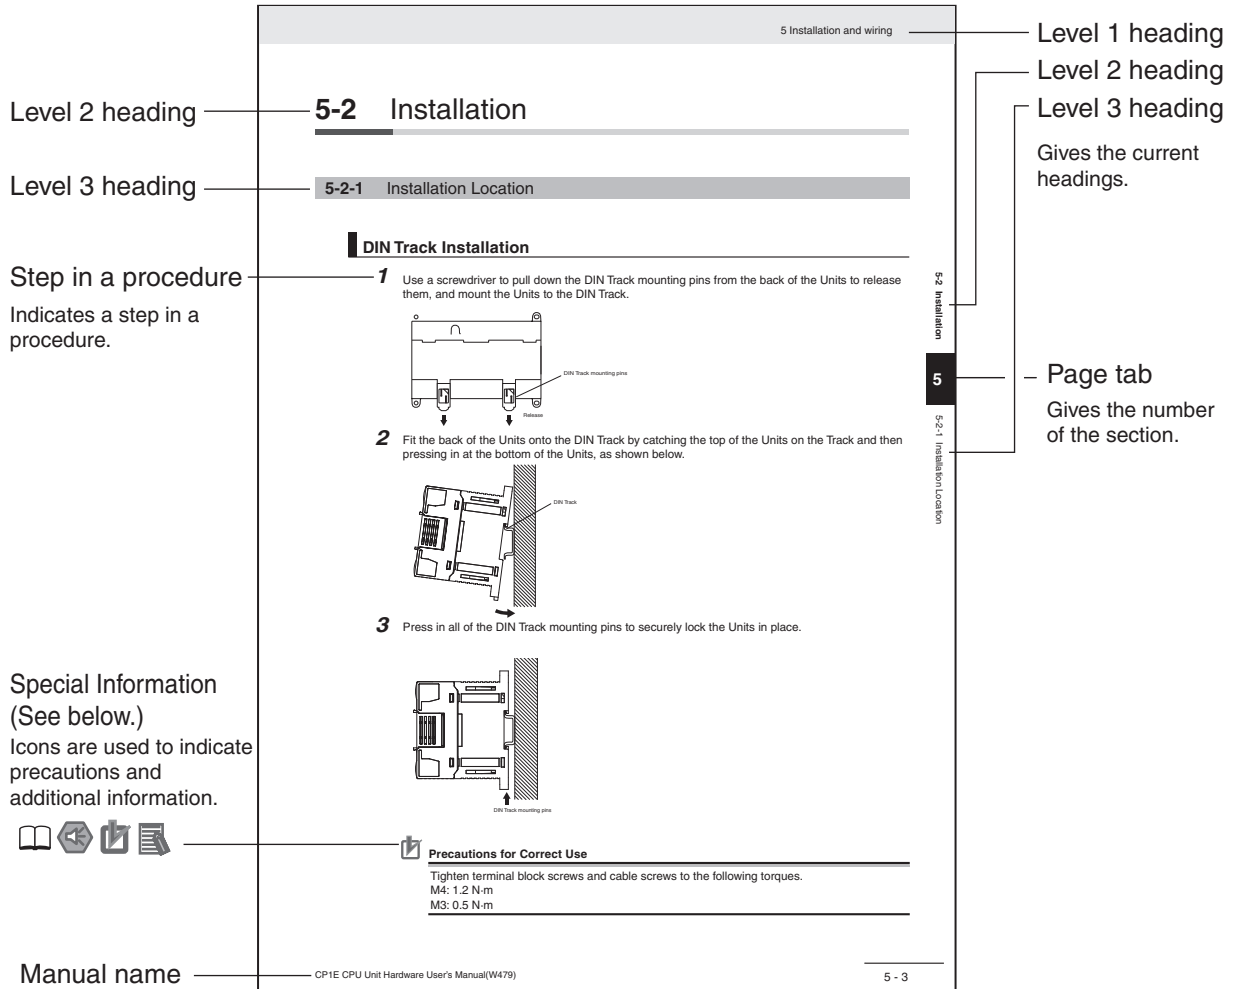 5 Installation and wiring
Level 1 heading
Level 2 heading
Level 3 heading
Gives the current
headings.
Level 2 heading
5-2 Installation
Level 3 heading
5-2-1 Installation Location
DIN Track Installation
Step in a procedure
Indicates a step in a
procedure.
1 Use a screwdriver to pull down the DIN Track mounting pins from the back of the Units to release
them, and mount the Units to the DIN Track.
DIN Track mounting pins
Release
5-2 Installation
5
5-2-1 Installation Location
Page tab
Gives the number
of the section.
2 Fit the back of the Units onto the DIN Track by catching the top of the Units on the Track and then
pressing in at the bottom of the Units, as shown below.
DIN Track
3 Press in all of the DIN Track mounting pins to securely lock the Units in place.
DIN Track mounting pins
Special Information
(See below.)
Icons are used to indicate
precautions and
additional information.
Precautions for Correct Use
Tighten terminal block screws and cable screws to the following torques.
M4: 1.2 N·m
M3: 0.5 N·m
Manual name
CP1E CPU Unit Hardware User's Manual(W479)
5 - 3